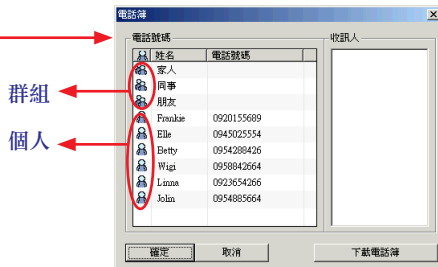 電話簿
電話號碼
收訊人
姓名 電話號碼
家人
同事
朋友
Frankie 0920155689
Elle 0945025554
Betty 0954288426
Wigi 0958842664
Linna 0923654266
Jolin 0954885664
群組
個人
確定 取消 下載電話簿